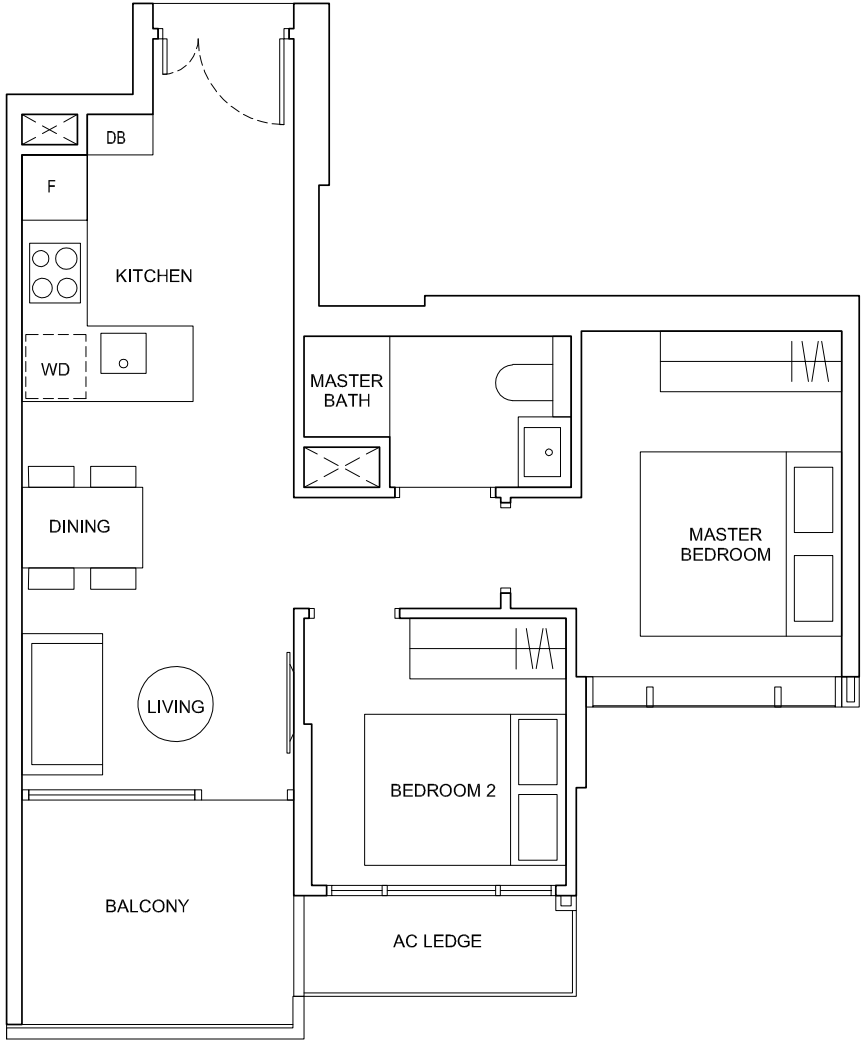 DB
F
KITCHEN
WD
MASTER
BATH
DINING
MASTER
BEDROOM
LIVING
BEDROOM 2
BALCONY
AC LEDGE